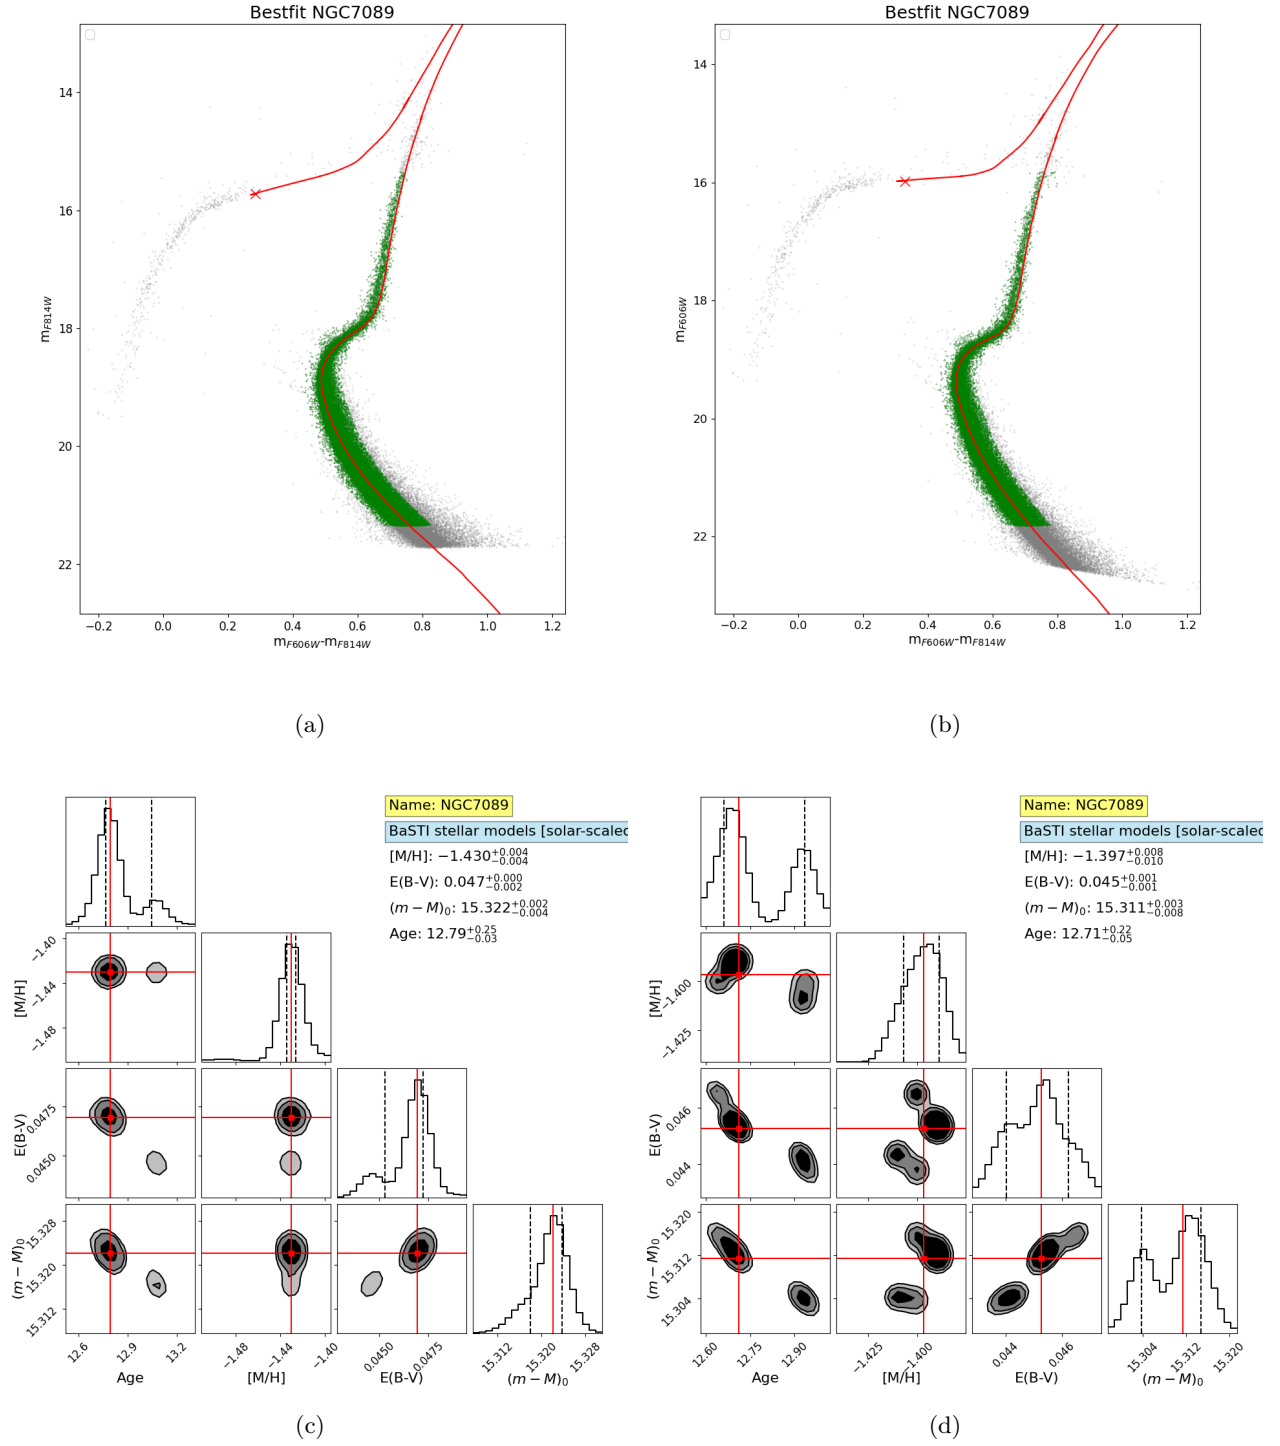 Bestfit NGC7089
14
16
18
20
22
m_F814W
−0.2 0.0 0.2 0.4 0.6 0.8 1.0 1.2
m_F606W-m_F814W
(a)
Bestfit NGC7089
14
16
18
20
22
m_F606W
−0.2 0.0 0.2 0.4 0.6 0.8 1.0 1.2
m_F606W-m_F814W
(b)
Name: NGC7089
BaSTI stellar models [solar-scaled
[M/H]: −1.430^{+0.004}_{−0.004}
E(B-V): 0.047^{+0.000}_{−0.002}
(m − M)_0: 15.322^{+0.002}_{−0.004}
Age: 12.79^{+0.25}_{−0.03}
[M/H]
−1.40
−1.44
−1.48
E(B-V)
0.0475
0.0450
(m − M)_0
15.328
15.320
15.312
12.6 12.9 13.2
Age
−1.48 −1.44 −1.40
[M/H]
0.0450 0.0475
E(B-V)
15.312 15.320 15.328
(m − M)_0
(c)
Name: NGC7089
BaSTI stellar models [solar-scaled
[M/H]: −1.397^{+0.008}_{−0.010}
E(B-V): 0.045^{+0.001}_{−0.001}
(m − M)_0: 15.311^{+0.003}_{−0.008}
Age: 12.71^{+0.22}_{−0.05}
[M/H]
−1.400
−1.425
E(B-V)
0.046
0.044
(m − M)_0
15.320
15.312
15.304
12.60 12.75 12.90
Age
−1.425 −1.400
[M/H]
0.044 0.046
E(B-V)
15.304 15.312 15.320
(m − M)_0
(d)